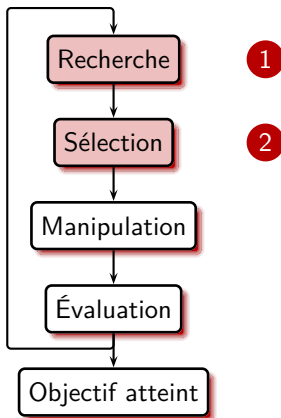 Recherche 1
Sélection 2
Manipulation
Évaluation
Objectif atteint